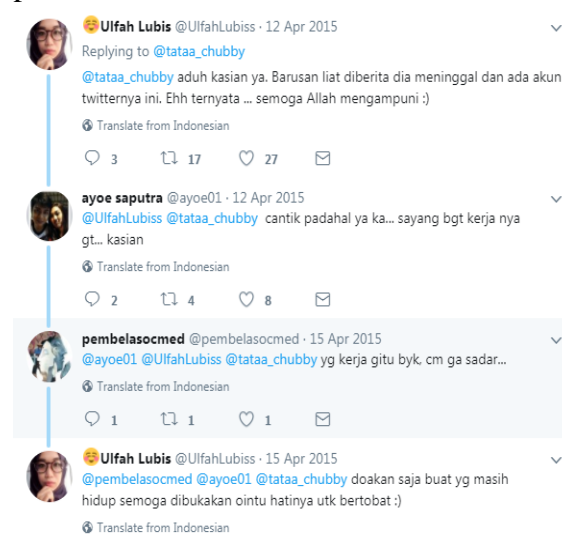 Ulfah Lubis @UlfahLubiss · 12 Apr 2015
Replying to @tataa_chubby
@tataa_chubby aduh kasian ya. Barusan liat diberita dia meninggal dan ada akun
twitternya ini. Ehh ternyata ... semoga Allah mengampuni :)
Translate from Indonesian
3 17 27
ayoe saputra @ayoe01 · 12 Apr 2015
@UlfahLubiss @tataa_chubby cantik padahal ya ka... sayang bgt kerja nya
gt... kasian
Translate from Indonesian
2 4 8
pembelasocmed @pembelasocmed · 15 Apr 2015
@ayoe01 @UlfahLubiss @tataa_chubby yg kerja gitu byk, cm ga sadar...
Translate from Indonesian
1 1 1
Ulfah Lubis @UlfahLubiss · 15 Apr 2015
@pembelasocmed @ayoe01 @tataa_chubby doakan saja buat yg masih
hidup semoga dibukakan ointu hatinya utk bertobat :)
Translate from Indonesian